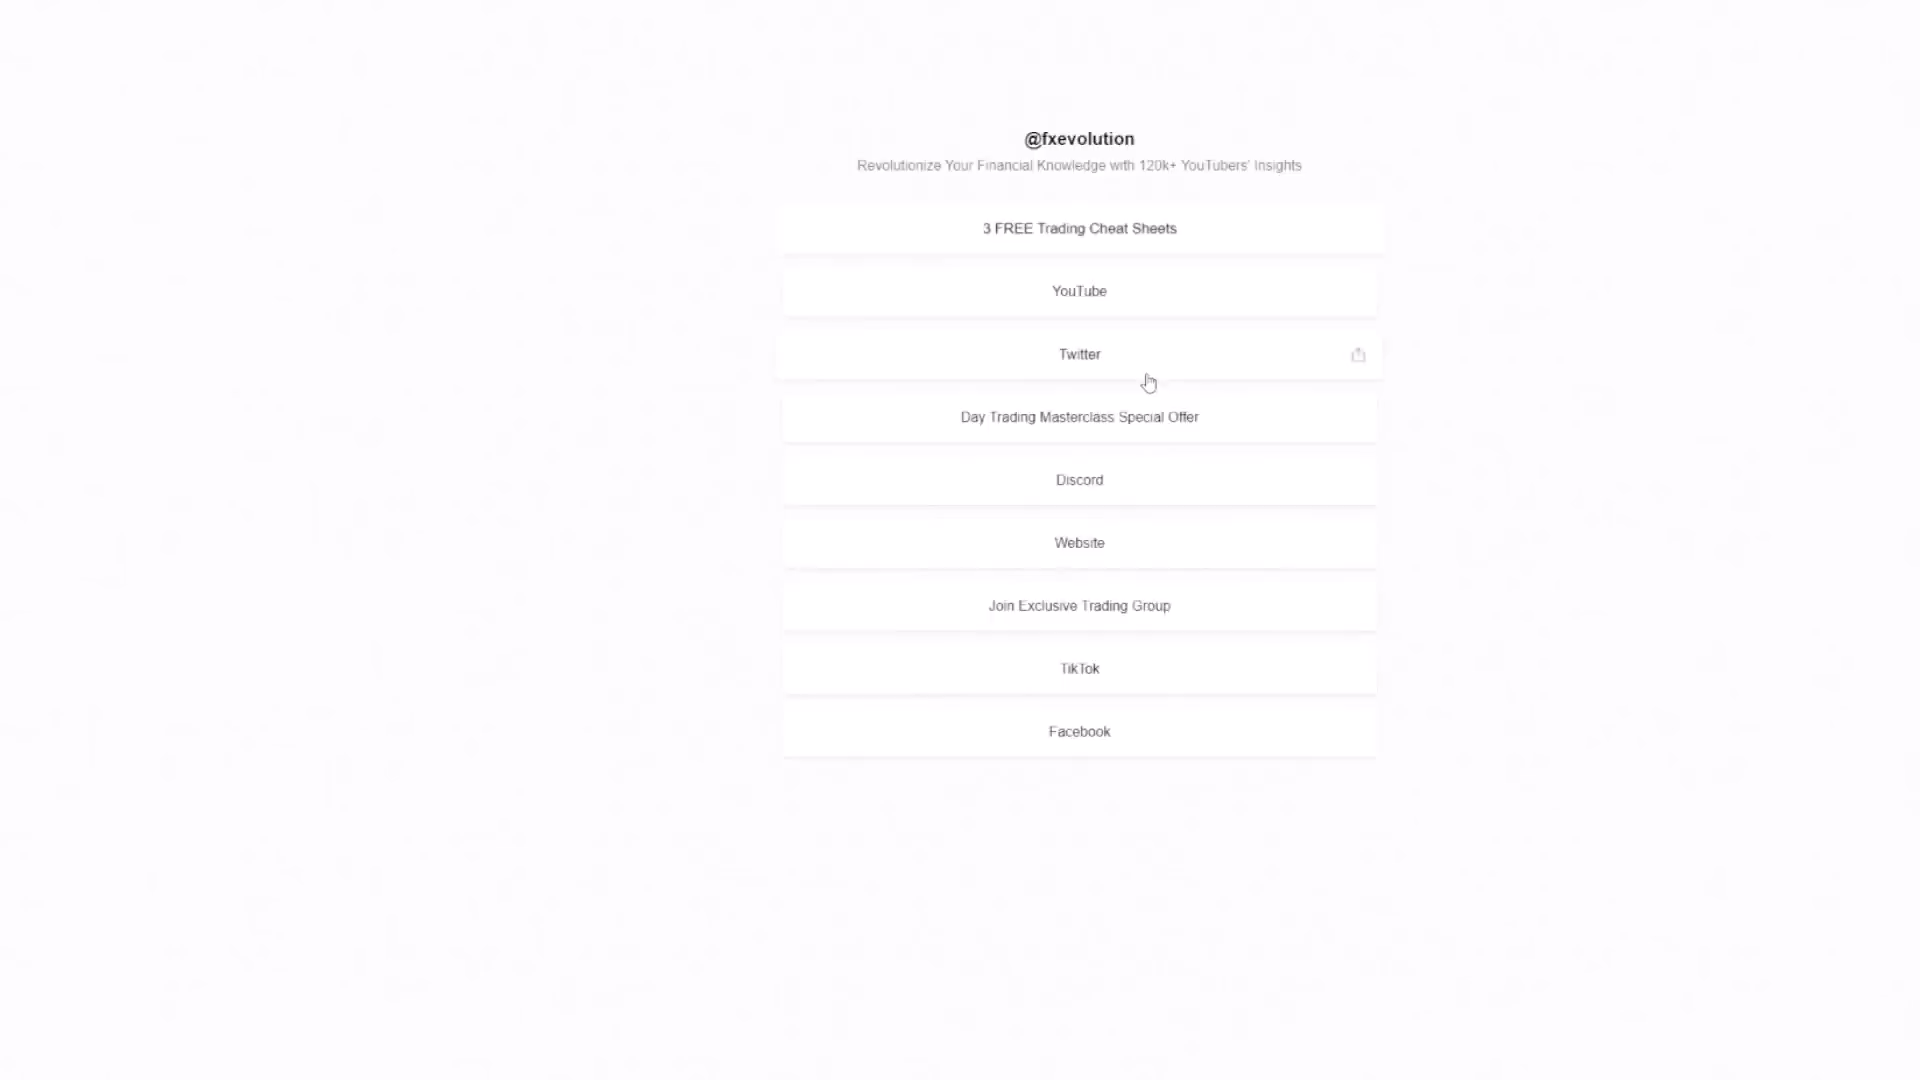 @fxevolution
Revolutionize Your Financial Knowledge with 120k+ YouTubers' Insights
3 FREE Trading Cheat Sheets
YouTube
Twitter
Day Trading Masterclass Special Offer
Discord
Website
Join Exclusive Trading Group
TikTok
Facebook